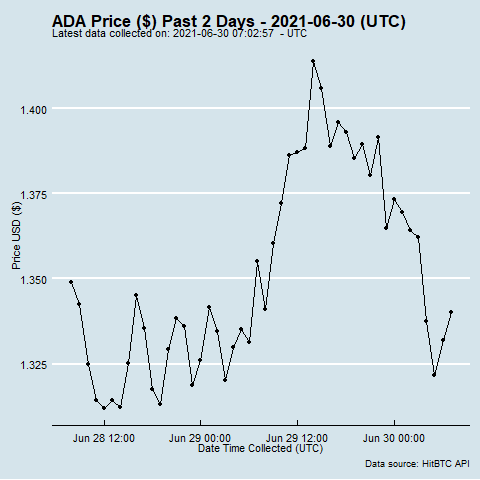 ADA Price ($) Past 2 Days - 2021-06-30 (UTC)
Latest data collected on: 2021-06-30 07:02:57 - UTC
1.400
1.375
1.350
1.325
Price USD ($)
Jun 28 12:00 Jun 29 00:00 Jun 29 12:00 Jun 30 00:00
Date Time Collected (UTC)
Data source: HitBTC API